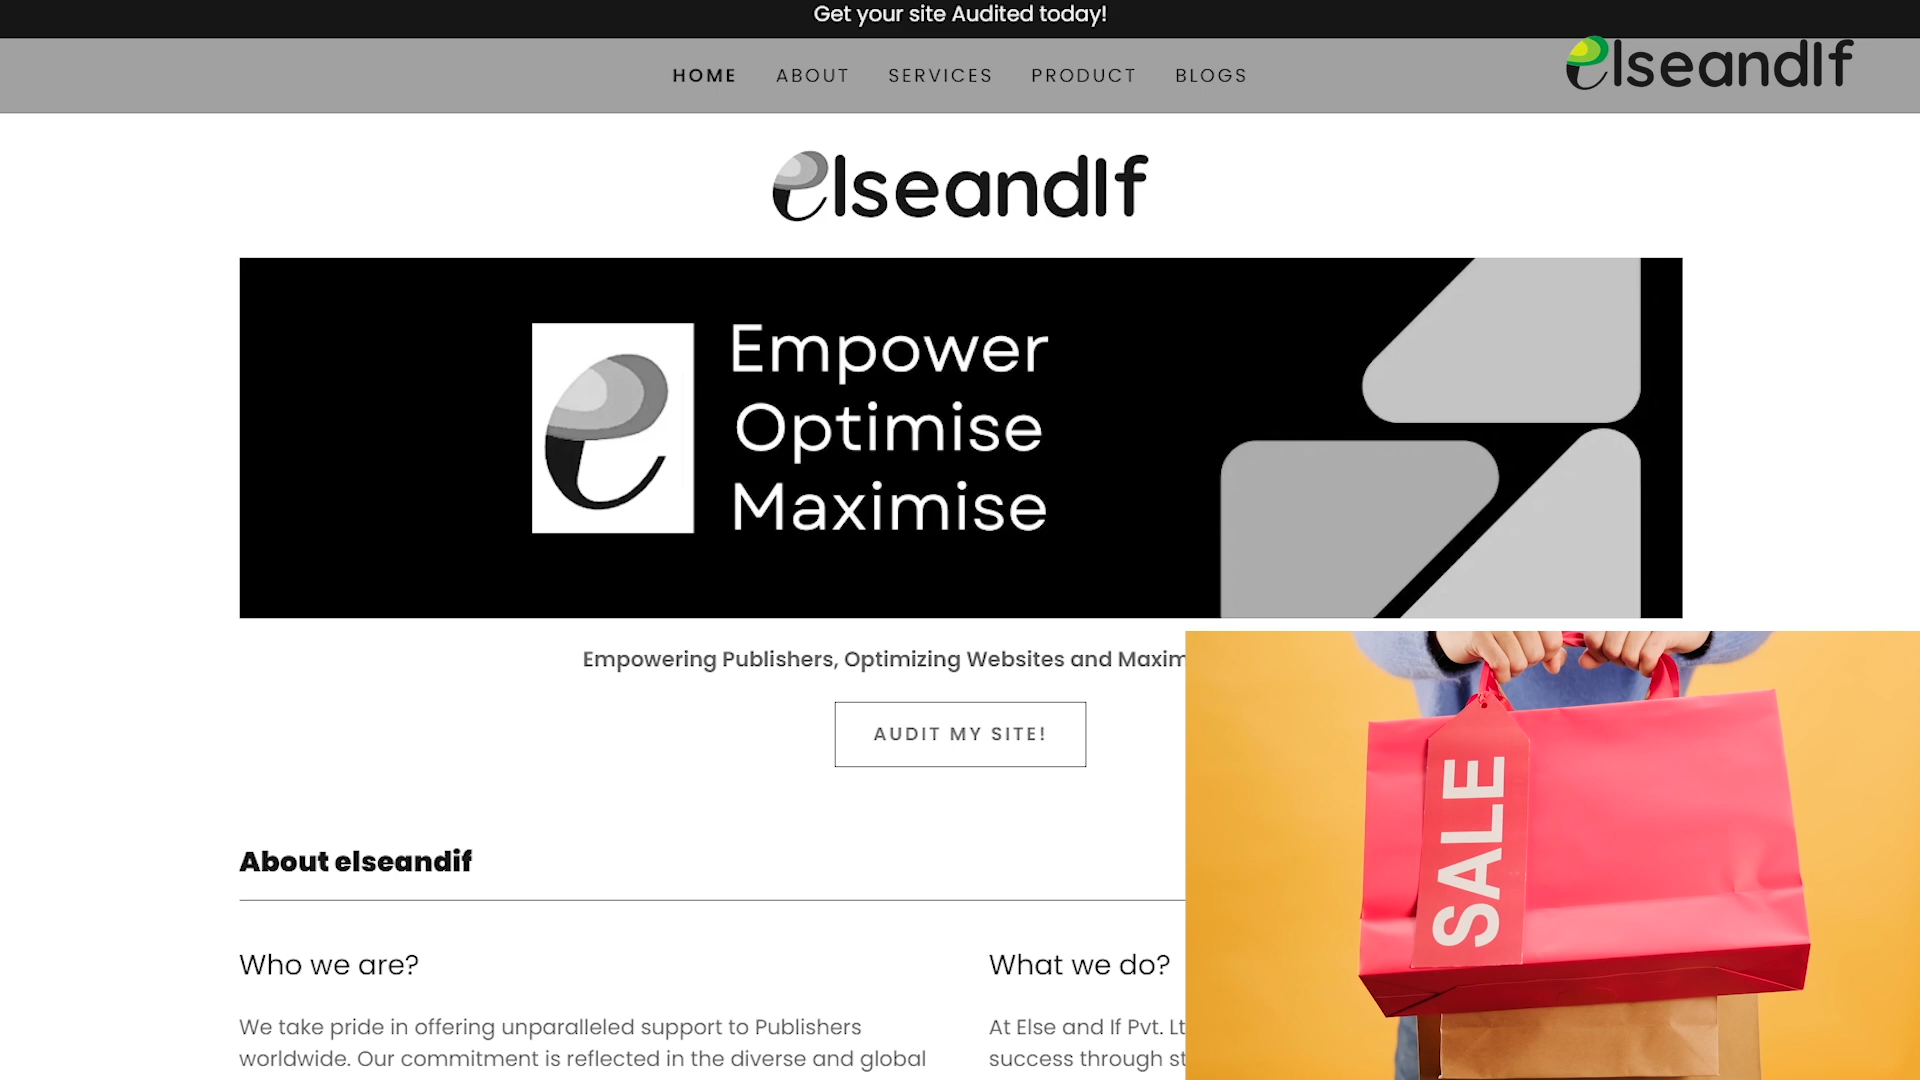 Get your site Audited today!
HOME ABOUT SERVICES PRODUCT BLOGS
elseandIf
elseandIf
e
Empower
Optimise
Maximise
Empowering Publishers, Optimizing Websites and Maxim
AUDIT MY SITE!
SALE
About elseandif
Who we are?
We take pride in offering unparalleled support to Publishers
worldwide. Our commitment is reflected in the diverse and global
What we do?
At Else and If Pvt. Lt
success through st